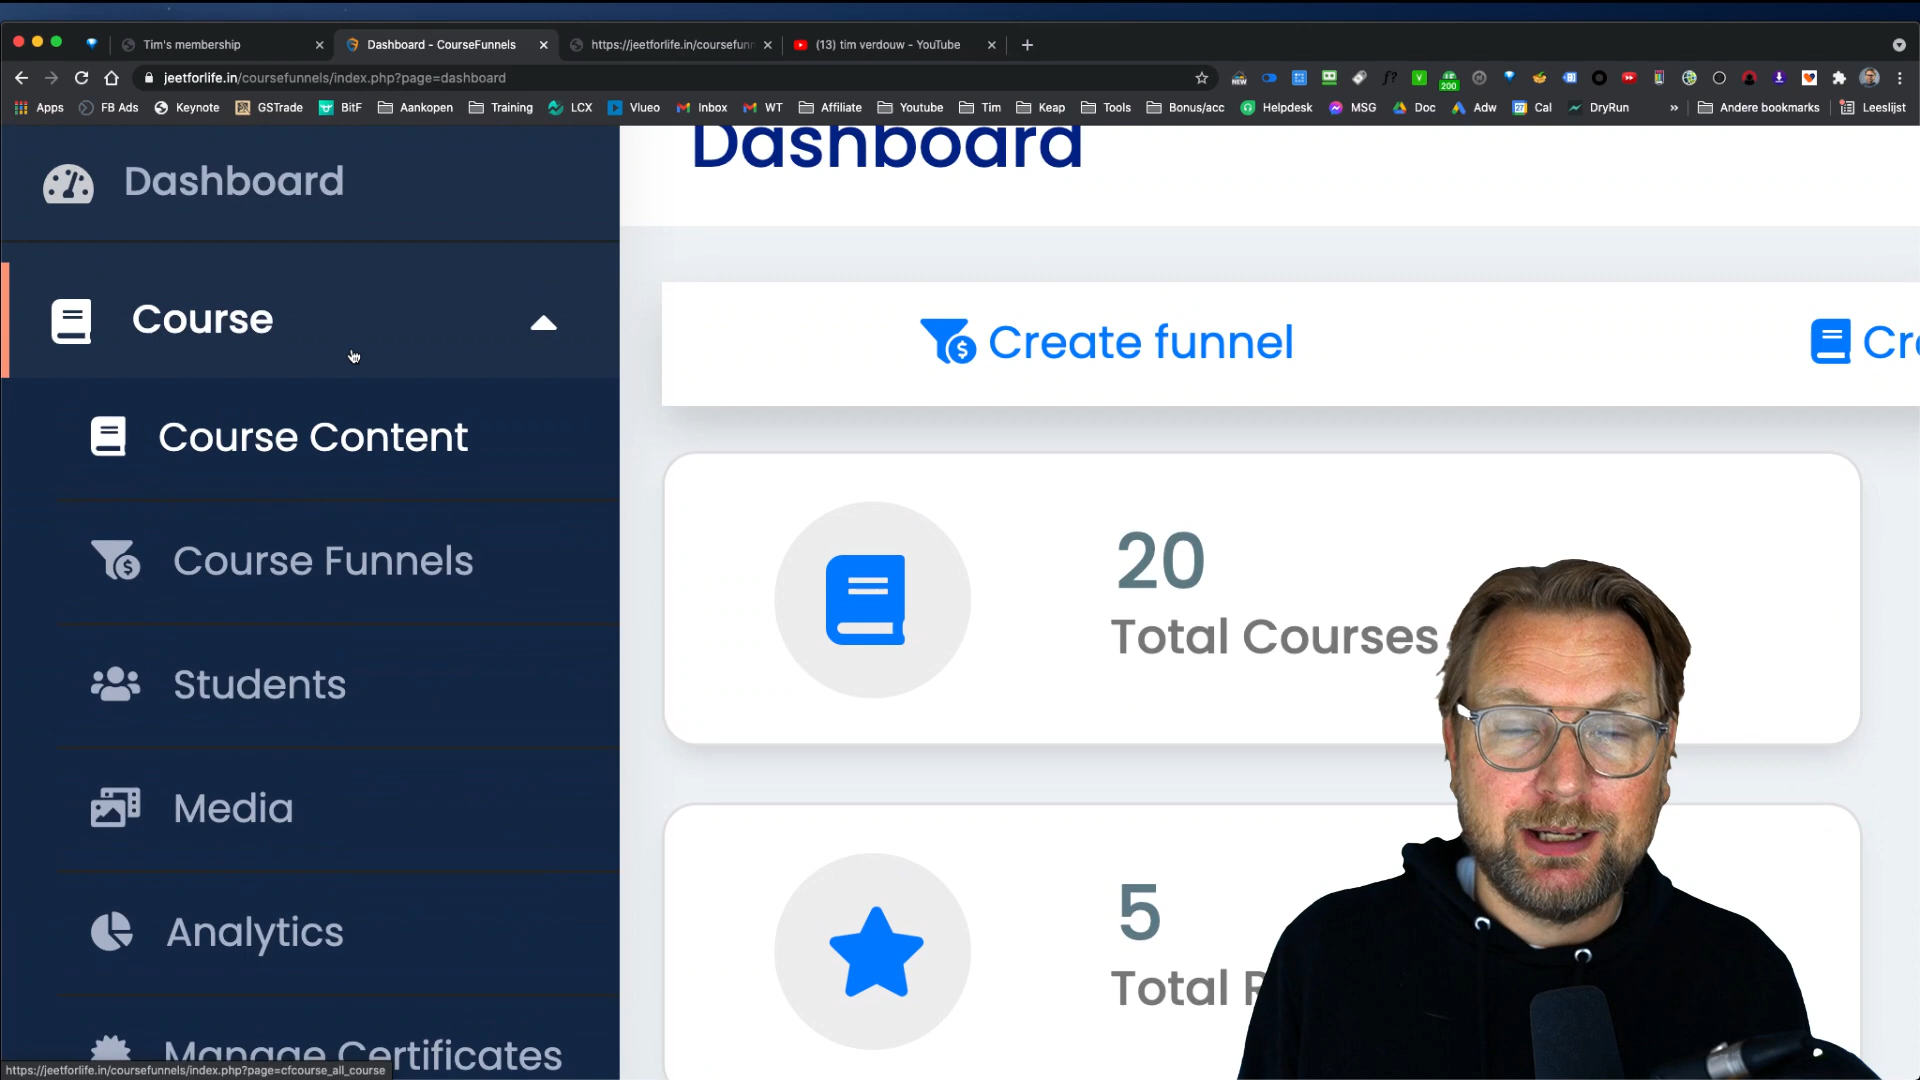 Tim's membership
Dashboard - CourseFunnels
https://jeetforlife.in/coursefunn
(13) tim verdouw - YouTube
jeetforlife.in/coursefunnels/index.php?page=dashboard
NEW
f?
V
200
Apps
FB Ads
Keynote
GSTrade
BitF
Aankopen
Training
LCX
Vlueo
Inbox
WT
Affiliate
Youtube
Tim
Keap
Tools
Bonus/acc
Helpdesk
MSG
Doc
Adw
Cal
DryRun
»
Andere bookmarks
Leeslijst
Dashboard
Dashboard
Course
Create funnel
Cr
Course Content
Course Funnels
20
Total Courses
Students
Media
5
Analytics
Total R
Manage Certificates
https://jeetforlife.in/coursefunnels/index.php?page=cfcourse_all_course